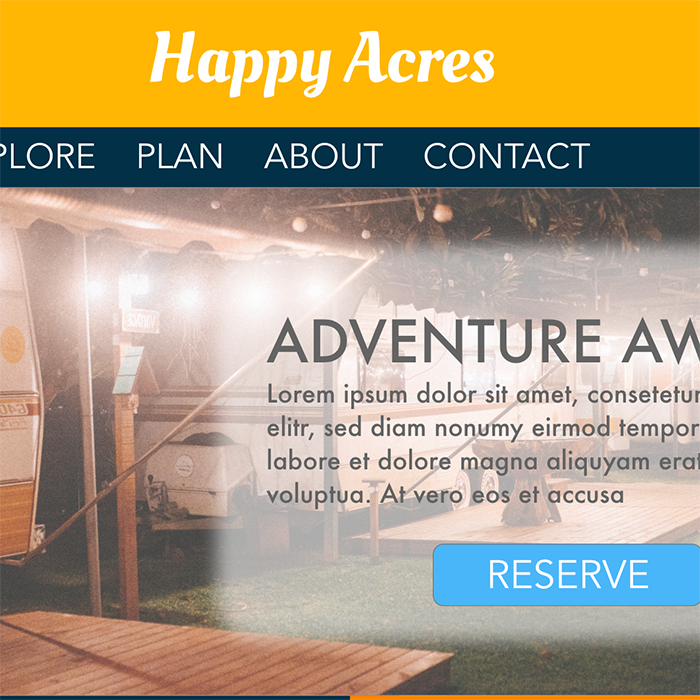 Happy Acres
PLORE PLAN ABOUT CONTACT
ADVENTURE AW
Lorem ipsum dolor sit amet, consetetur
elitr, sed diam nonumy eirmod tempor
labore et dolore magna aliquyam erat
voluptua. At vero eos et accusa
RESERVE